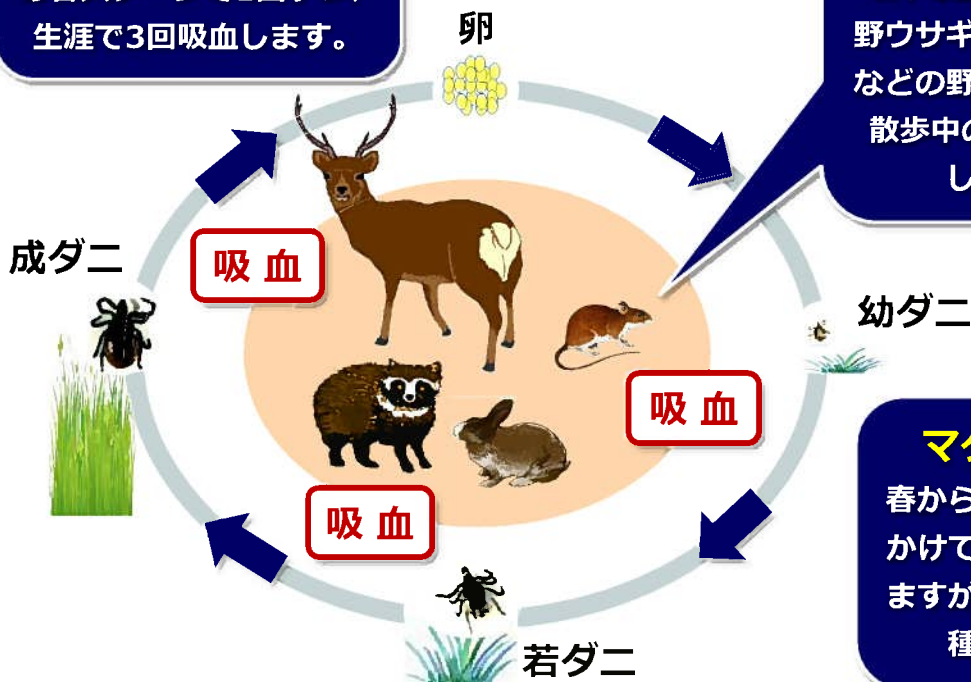 生涯で3回吸血します。
卵
野ウサギ
などの野
散歩中の
し
成ダニ
吸血
幼ダニ
吸血
マダ
春から
かけて
ますが
種
吸血
若ダニ